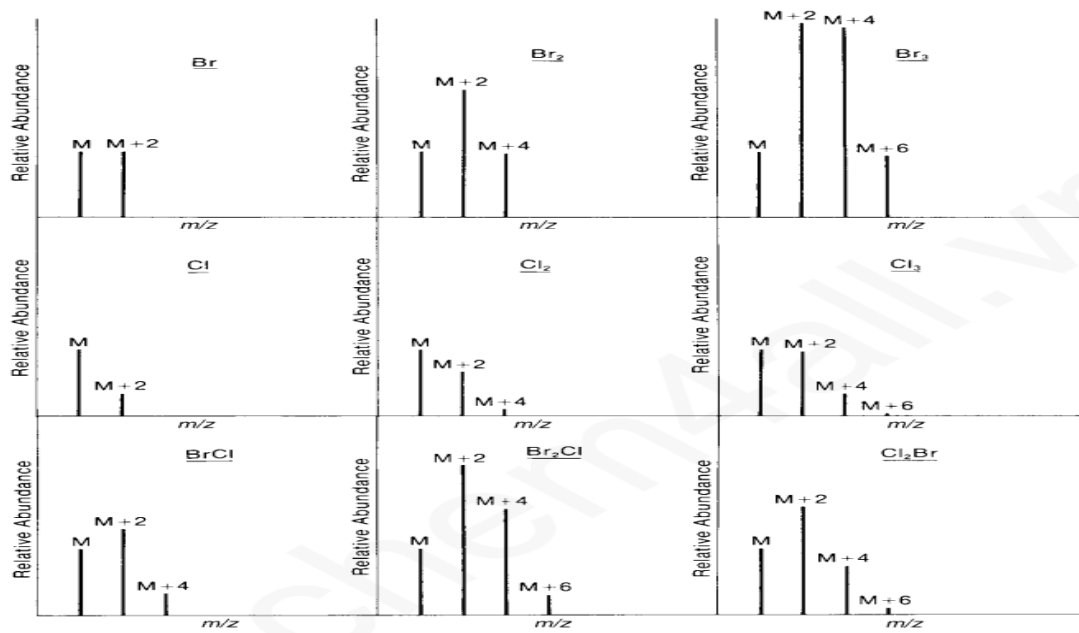 Relative Abundance
Br
M
M + 2
m/z
Relative Abundance
Br₂
M
M + 2
M + 4
m/z
Relative Abundance
Br₃
M
M + 2
M + 4
M + 6
m/z
Relative Abundance
Cl
M
M + 2
m/z
Relative Abundance
Cl₂
M
M + 2
M + 4
m/z
Relative Abundance
Cl₃
M
M + 2
M + 4
M + 6
m/z
Relative Abundance
BrCl
M
M + 2
M + 4
m/z
Relative Abundance
Br₂Cl
M
M + 2
M + 4
M + 6
m/z
Relative Abundance
Cl₂Br
M
M + 2
M + 4
M + 6
m/z
chem4all.vn